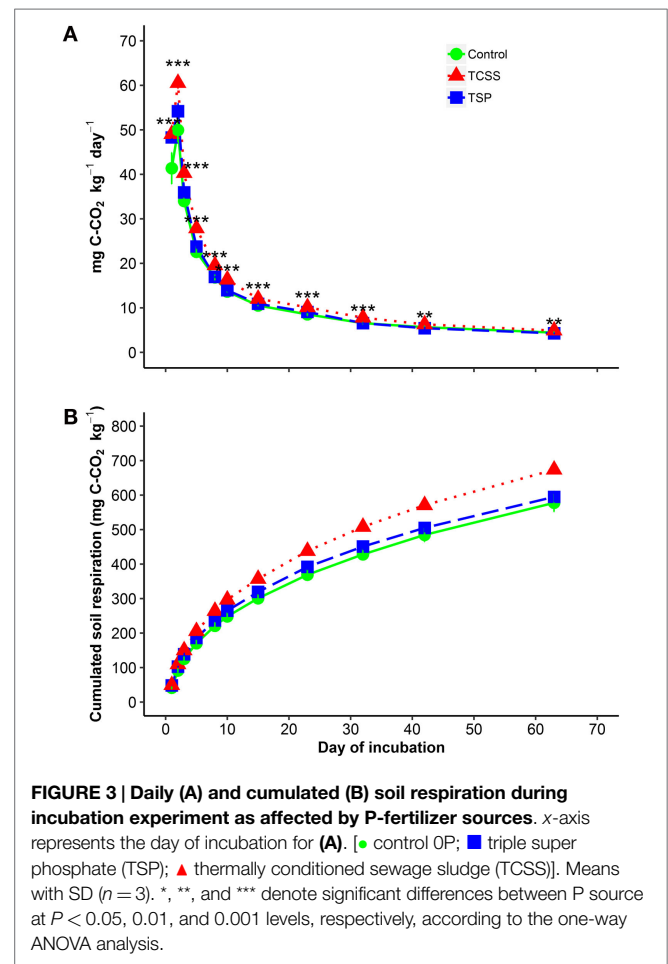 A
70
60
50
40
30
20
10
0
mg C-CO₂ kg⁻¹ day⁻¹
Control
TCSS
TSP
***
***
***
***
***
***
***
***
***
**
**
B
800
700
600
500
400
300
200
100
0
Cumulated soil respiration (mg C-CO₂ kg⁻¹)
0 10 20 30 40 50 60 70
Day of incubation
FIGURE 3 | Daily (A) and cumulated (B) soil respiration during
incubation experiment as affected by P-fertilizer sources. x-axis
represents the day of incubation for (A). [● control 0P; ■ triple super
phosphate (TSP); ▲ thermally conditioned sewage sludge (TCSS)]. Means
with SD (n = 3). *, **, and *** denote significant differences between P source
at P < 0.05, 0.01, and 0.001 levels, respectively, according to the one-way
ANOVA analysis.